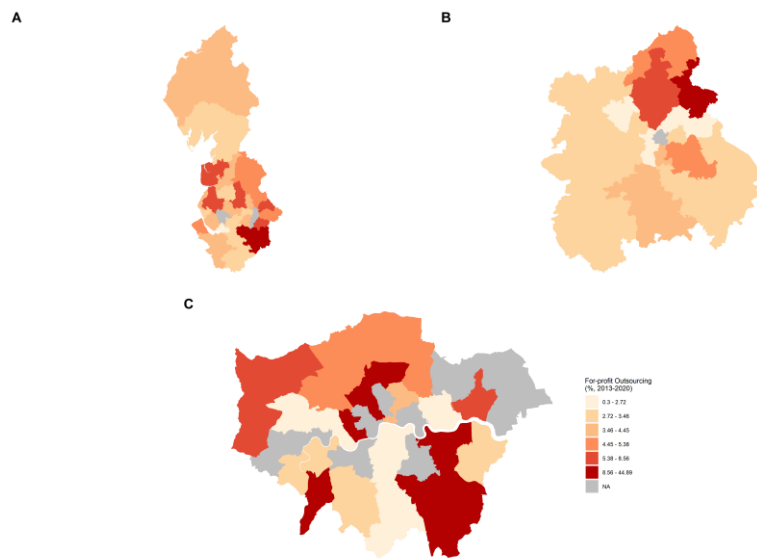 A
B
C
For-profit Outsourcing
(%, 2013-2020)
0.3 - 2.72
2.72 - 3.46
3.46 - 4.45
4.45 - 5.38
5.38 - 8.56
8.56 - 44.89
NA